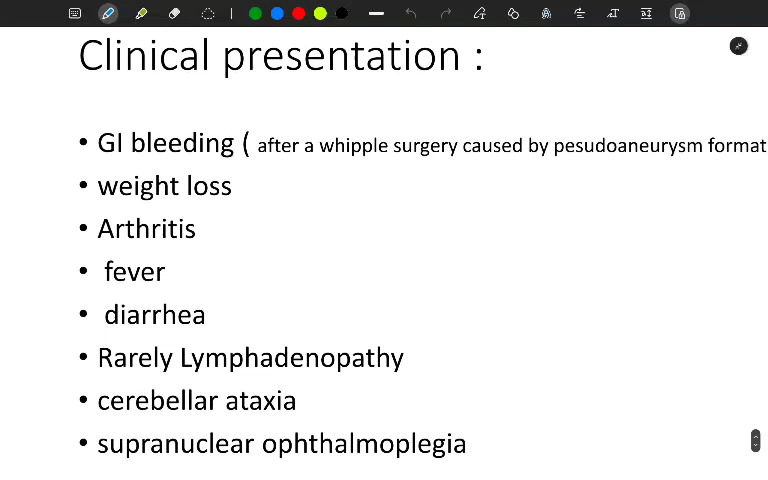 Clinical presentation :
• GI bleeding ( after a whipple surgery caused by pesudoaneurysm format
• weight loss
• Arthritis
• fever
• diarrhea
• Rarely Lymphadenopathy
• cerebellar ataxia
• supranuclear ophthalmoplegia